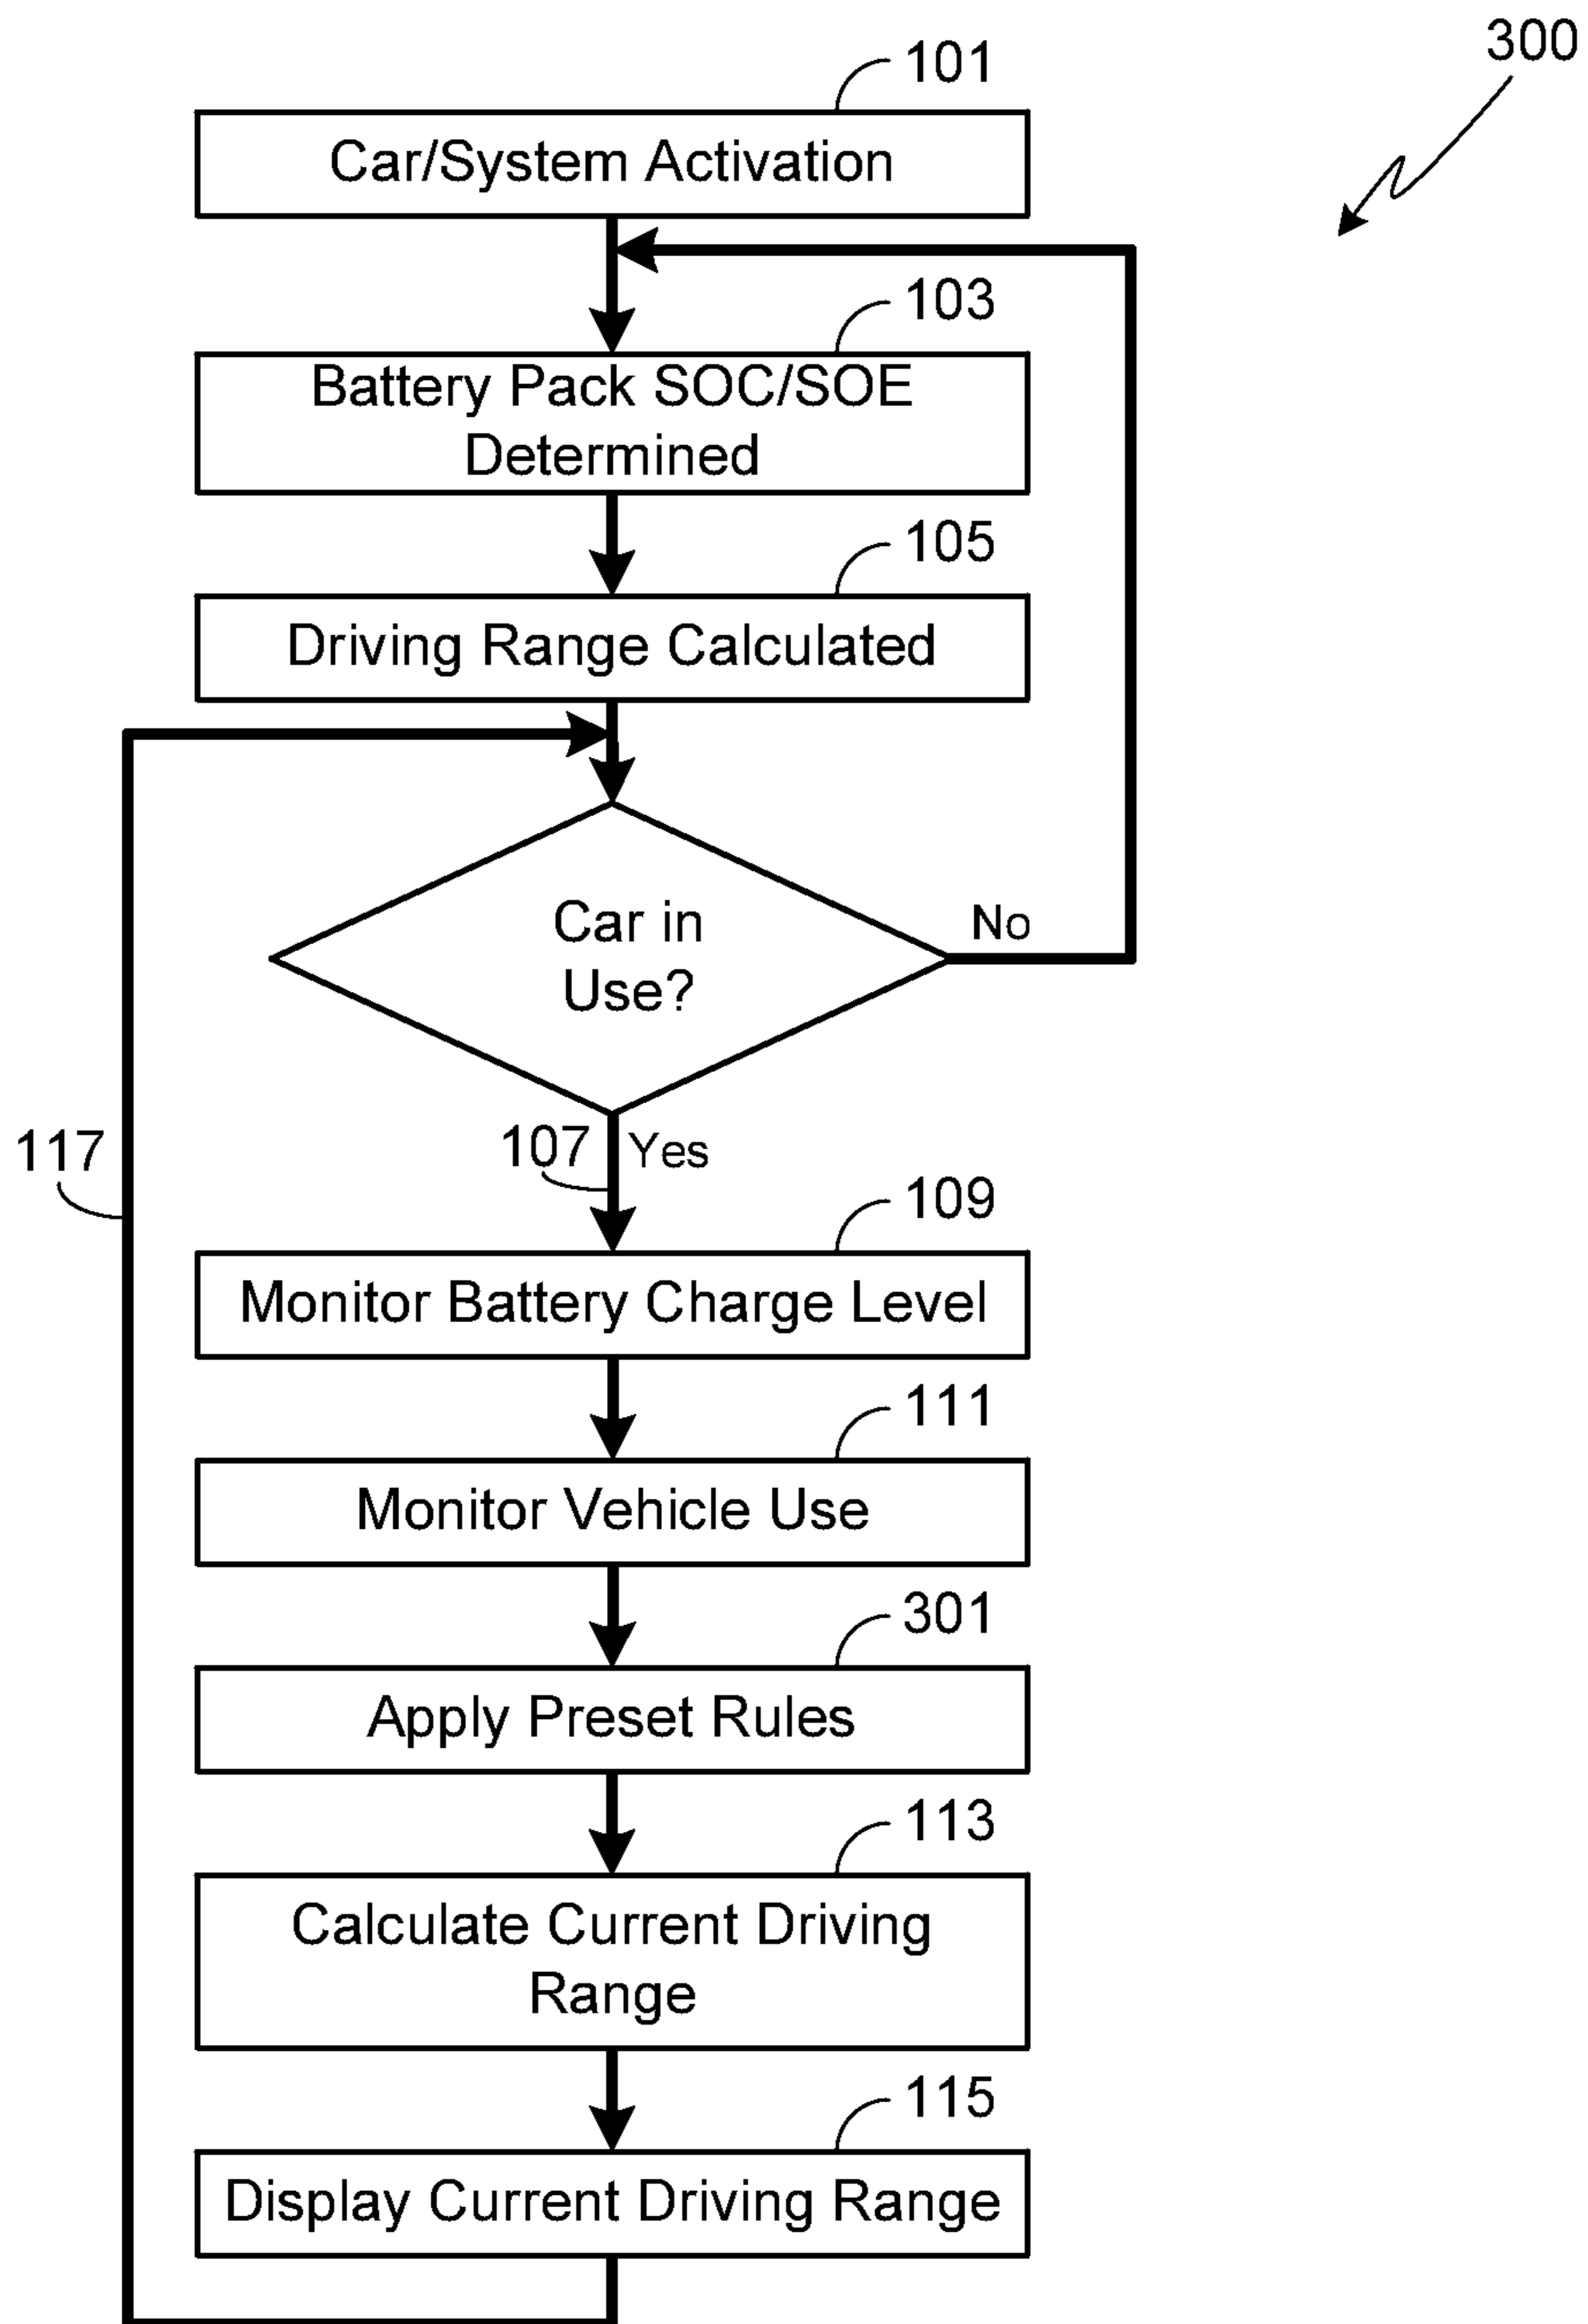 300
101
Car/System Activation
103
Battery Pack SOC/SOE
Determined
105
Driving Range Calculated
Car in
Use?
No
117
107
Yes
109
Monitor Battery Charge Level
111
Monitor Vehicle Use
301
Apply Preset Rules
113
Calculate Current Driving
Range
115
Display Current Driving Range